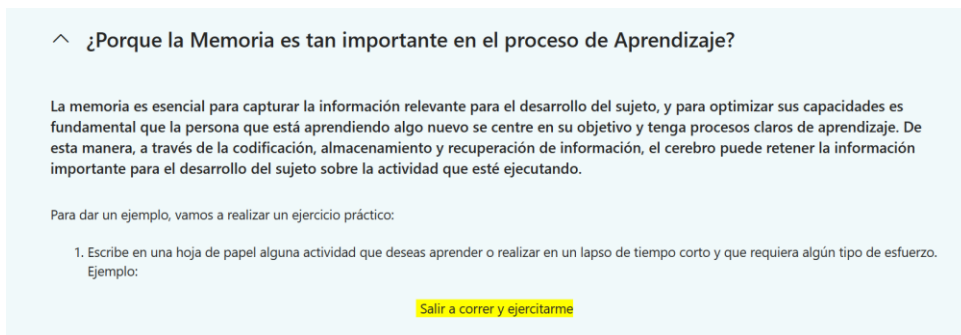 ¿Porque la Memoria es tan importante en el proceso de Aprendizaje?
La memoria es esencial para capturar la información relevante para el desarrollo del sujeto, y para optimizar sus capacidades es
fundamental que la persona que está aprendiendo algo nuevo se centre en su objetivo y tenga procesos claros de aprendizaje. De
esta manera, a través de la codificación, almacenamiento y recuperación de información, el cerebro puede retener la información
importante para el desarrollo del sujeto sobre la actividad que esté ejecutando.
Para dar un ejemplo, vamos a realizar un ejercicio práctico:
1. Escribe en una hoja de papel alguna actividad que deseas aprender o realizar en un lapso de tiempo corto y que requiera algún tipo de esfuerzo.
Ejemplo:
Salir a correr y ejercitarme